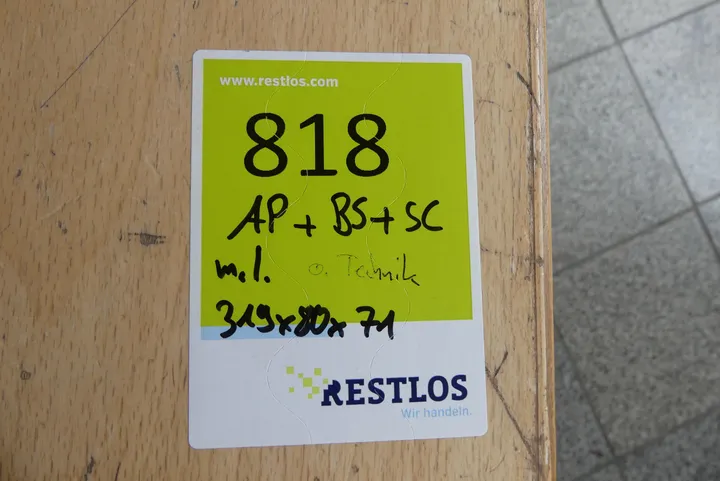 www.restlos.com
818
AP + BS + SC
m.l. o. Technik
319x80x71
RESTLOS
Wir handeln.